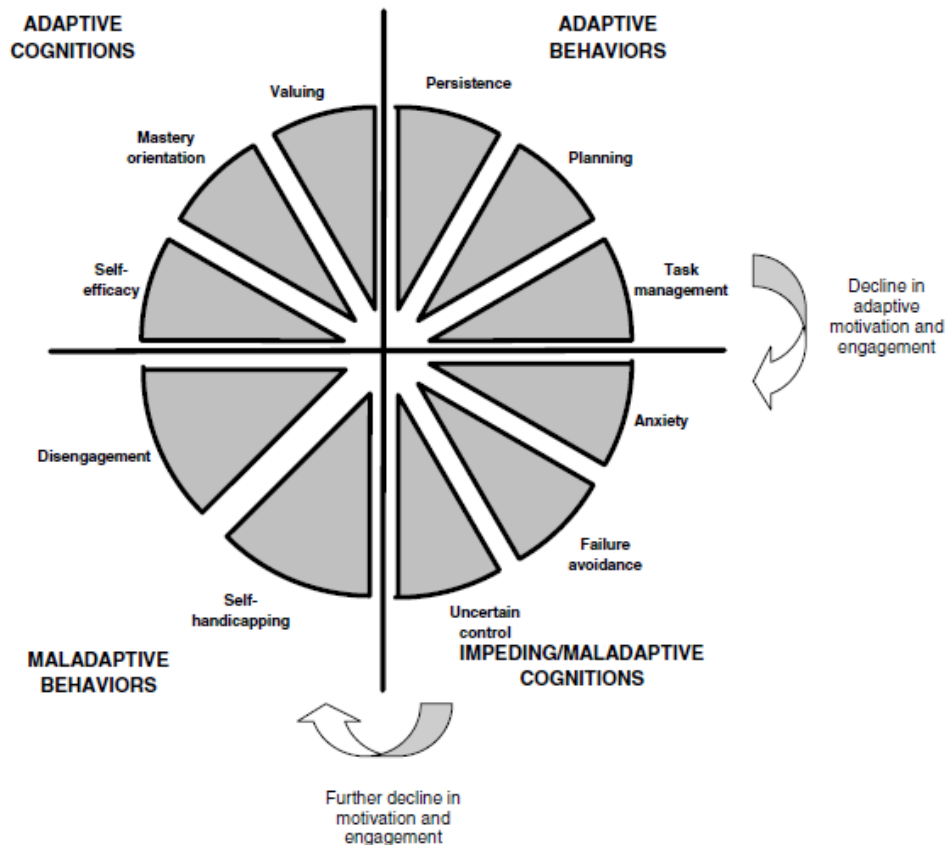 ADAPTIVE
COGNITIONS
ADAPTIVE
BEHAVIORS
Valuing
Persistence
Mastery
orientation
Planning
Self-
efficacy
Task
management
Decline in
adaptive
motivation and
engagement
Disengagement
Anxiety
Failure
avoidance
Self-
handicapping
Uncertain
control
MALADAPTIVE
BEHAVIORS
IMPEDING/MALADAPTIVE
COGNITIONS
Further decline in
motivation and
engagement